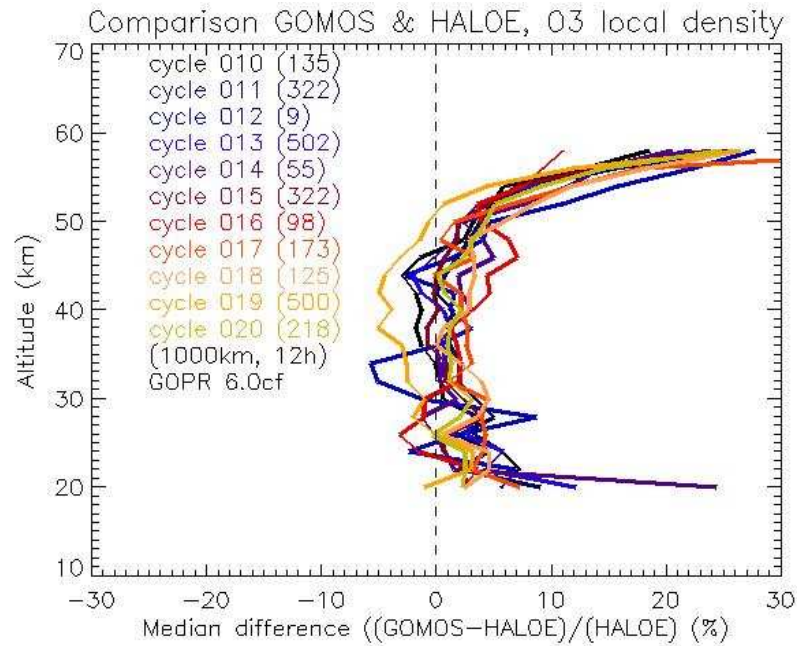 Comparison GOMOS & HALOE, O3 local density
70
60
50
40
30
20
10
Altitude (km)
cycle 010 (135)
cycle 011 (322)
cycle 012 (9)
cycle 013 (502)
cycle 014 (55)
cycle 015 (322)
cycle 016 (98)
cycle 017 (173)
cycle 018 (125)
cycle 019 (500)
cycle 020 (218)
(1000km, 12h)
GOPR 6.0cf
-30 -20 -10 0 10 20 30
Median difference ((GOMOS-HALOE)/(HALOE) (%)